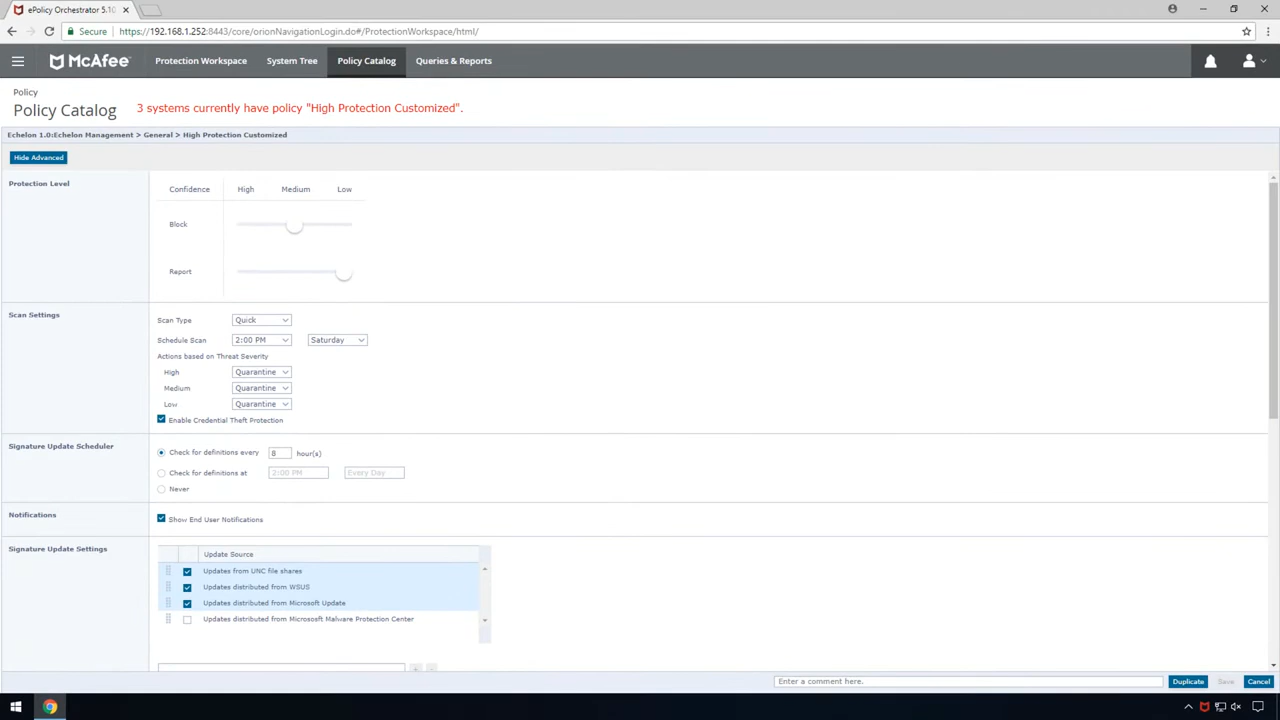 ePolicy Orchestrator 5.10
Secure https://192.168.1.252:8443/core/orionNavigationLogin.do#/ProtectionWorkspace/html/
McAfee Protection Workspace System Tree Policy Catalog Queries & Reports
Policy
Policy Catalog 3 systems currently have policy "High Protection Customized".
Echelon 1.0:Echelon Management > General > High Protection Customized
Hide Advanced
Protection Level
Confidence High Medium Low
Block
Report
Scan Settings
Scan Type Quick
Schedule Scan 2:00 PM Saturday
Actions based on Threat Severity
High Quarantine
Medium Quarantine
Low Quarantine
Enable Credential Theft Protection
Signature Update Scheduler
Check for definitions every 8 hour(s)
Check for definitions at 2:00 PM Every Day
Never
Notifications
Show End User Notifications
Signature Update Settings
Update Source
Updates from UNC file shares
Updates distributed from WSUS
Updates distributed from Microsoft Update
Updates distributed from Micrososft Malware Protection Center
Enter a comment here. Duplicate Save Cancel